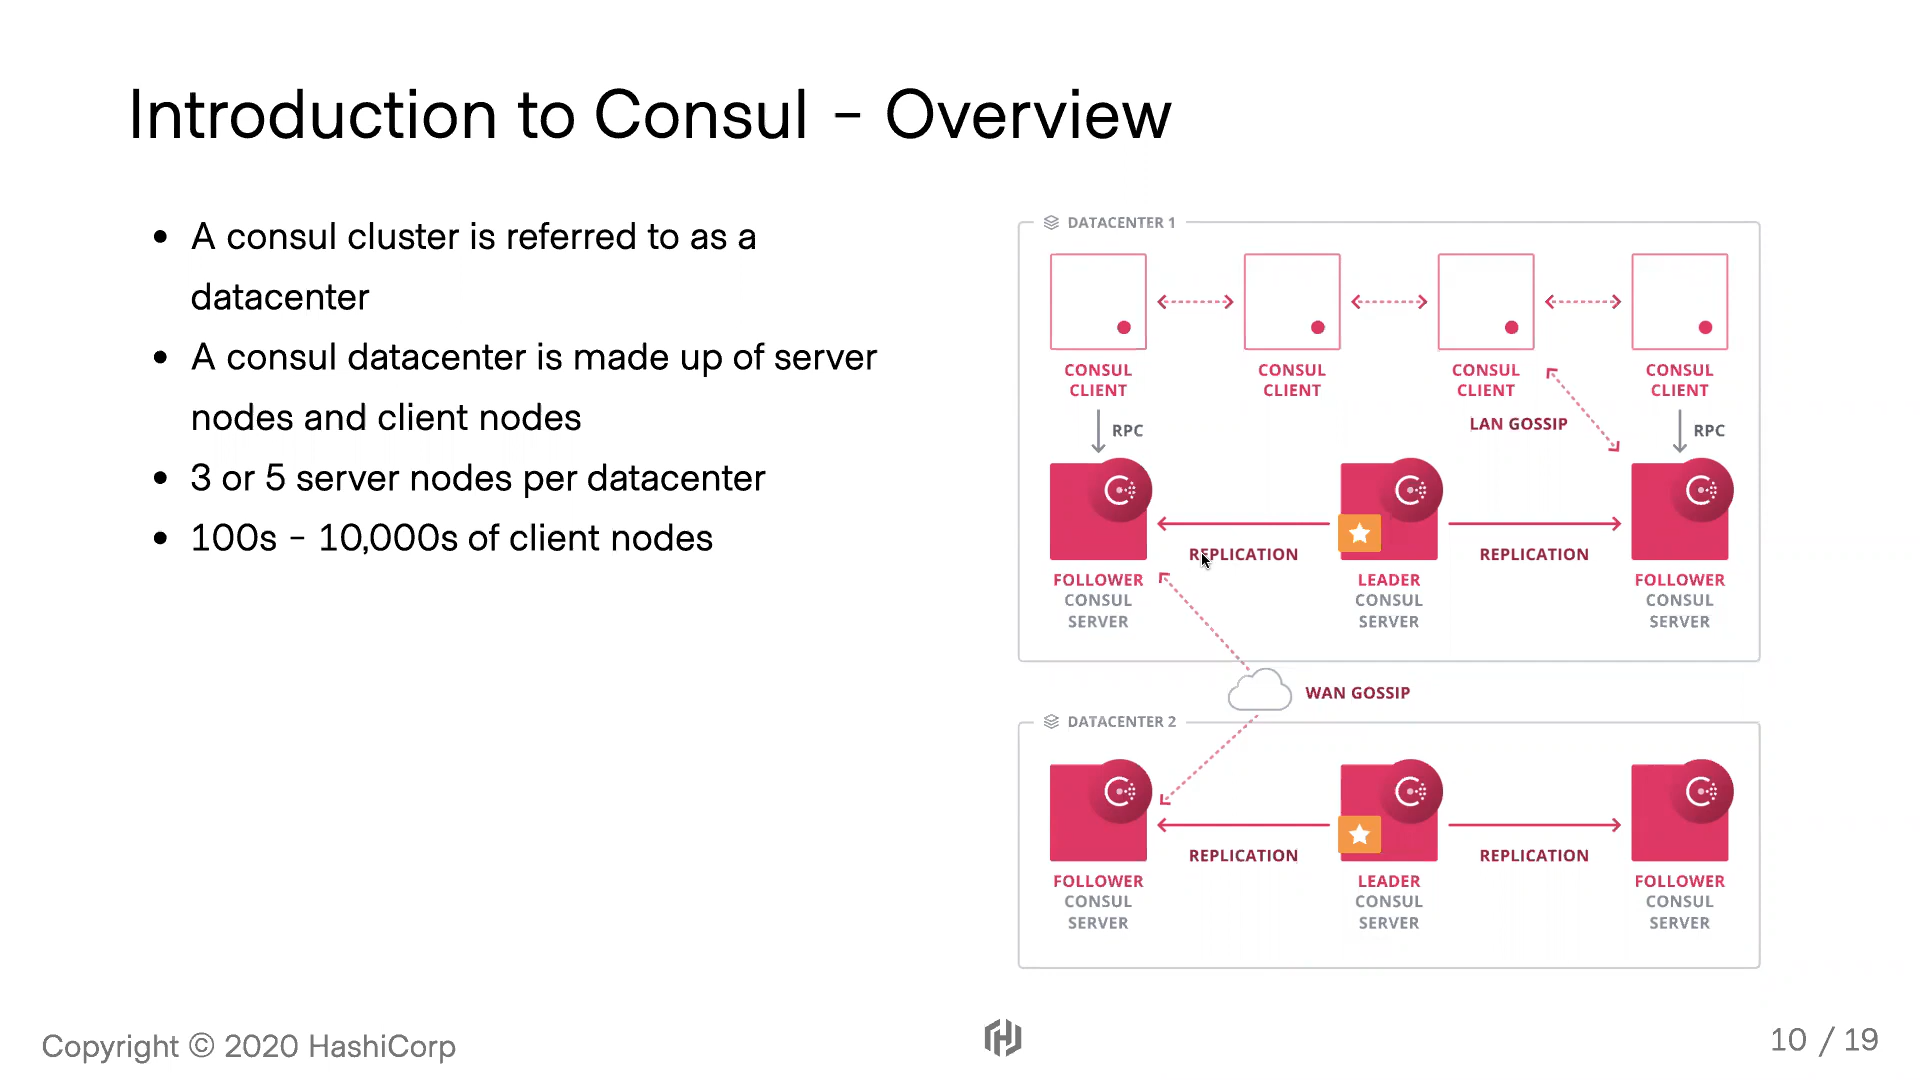 Introduction to Consul - Overview
• A consul cluster is referred to as a
datacenter
• A consul datacenter is made up of server
nodes and client nodes
• 3 or 5 server nodes per datacenter
• 100s - 10,000s of client nodes
DATACENTER 1
CONSUL CLIENT
CONSUL CLIENT
CONSUL CLIENT
CONSUL CLIENT
RPC
LAN GOSSIP
RPC
REPLICATION
REPLICATION
FOLLOWER
CONSUL
SERVER
LEADER
CONSUL
SERVER
FOLLOWER
CONSUL
SERVER
WAN GOSSIP
DATACENTER 2
REPLICATION
REPLICATION
FOLLOWER
CONSUL
SERVER
LEADER
CONSUL
SERVER
FOLLOWER
CONSUL
SERVER
Copyright © 2020 HashiCorp
10 / 19